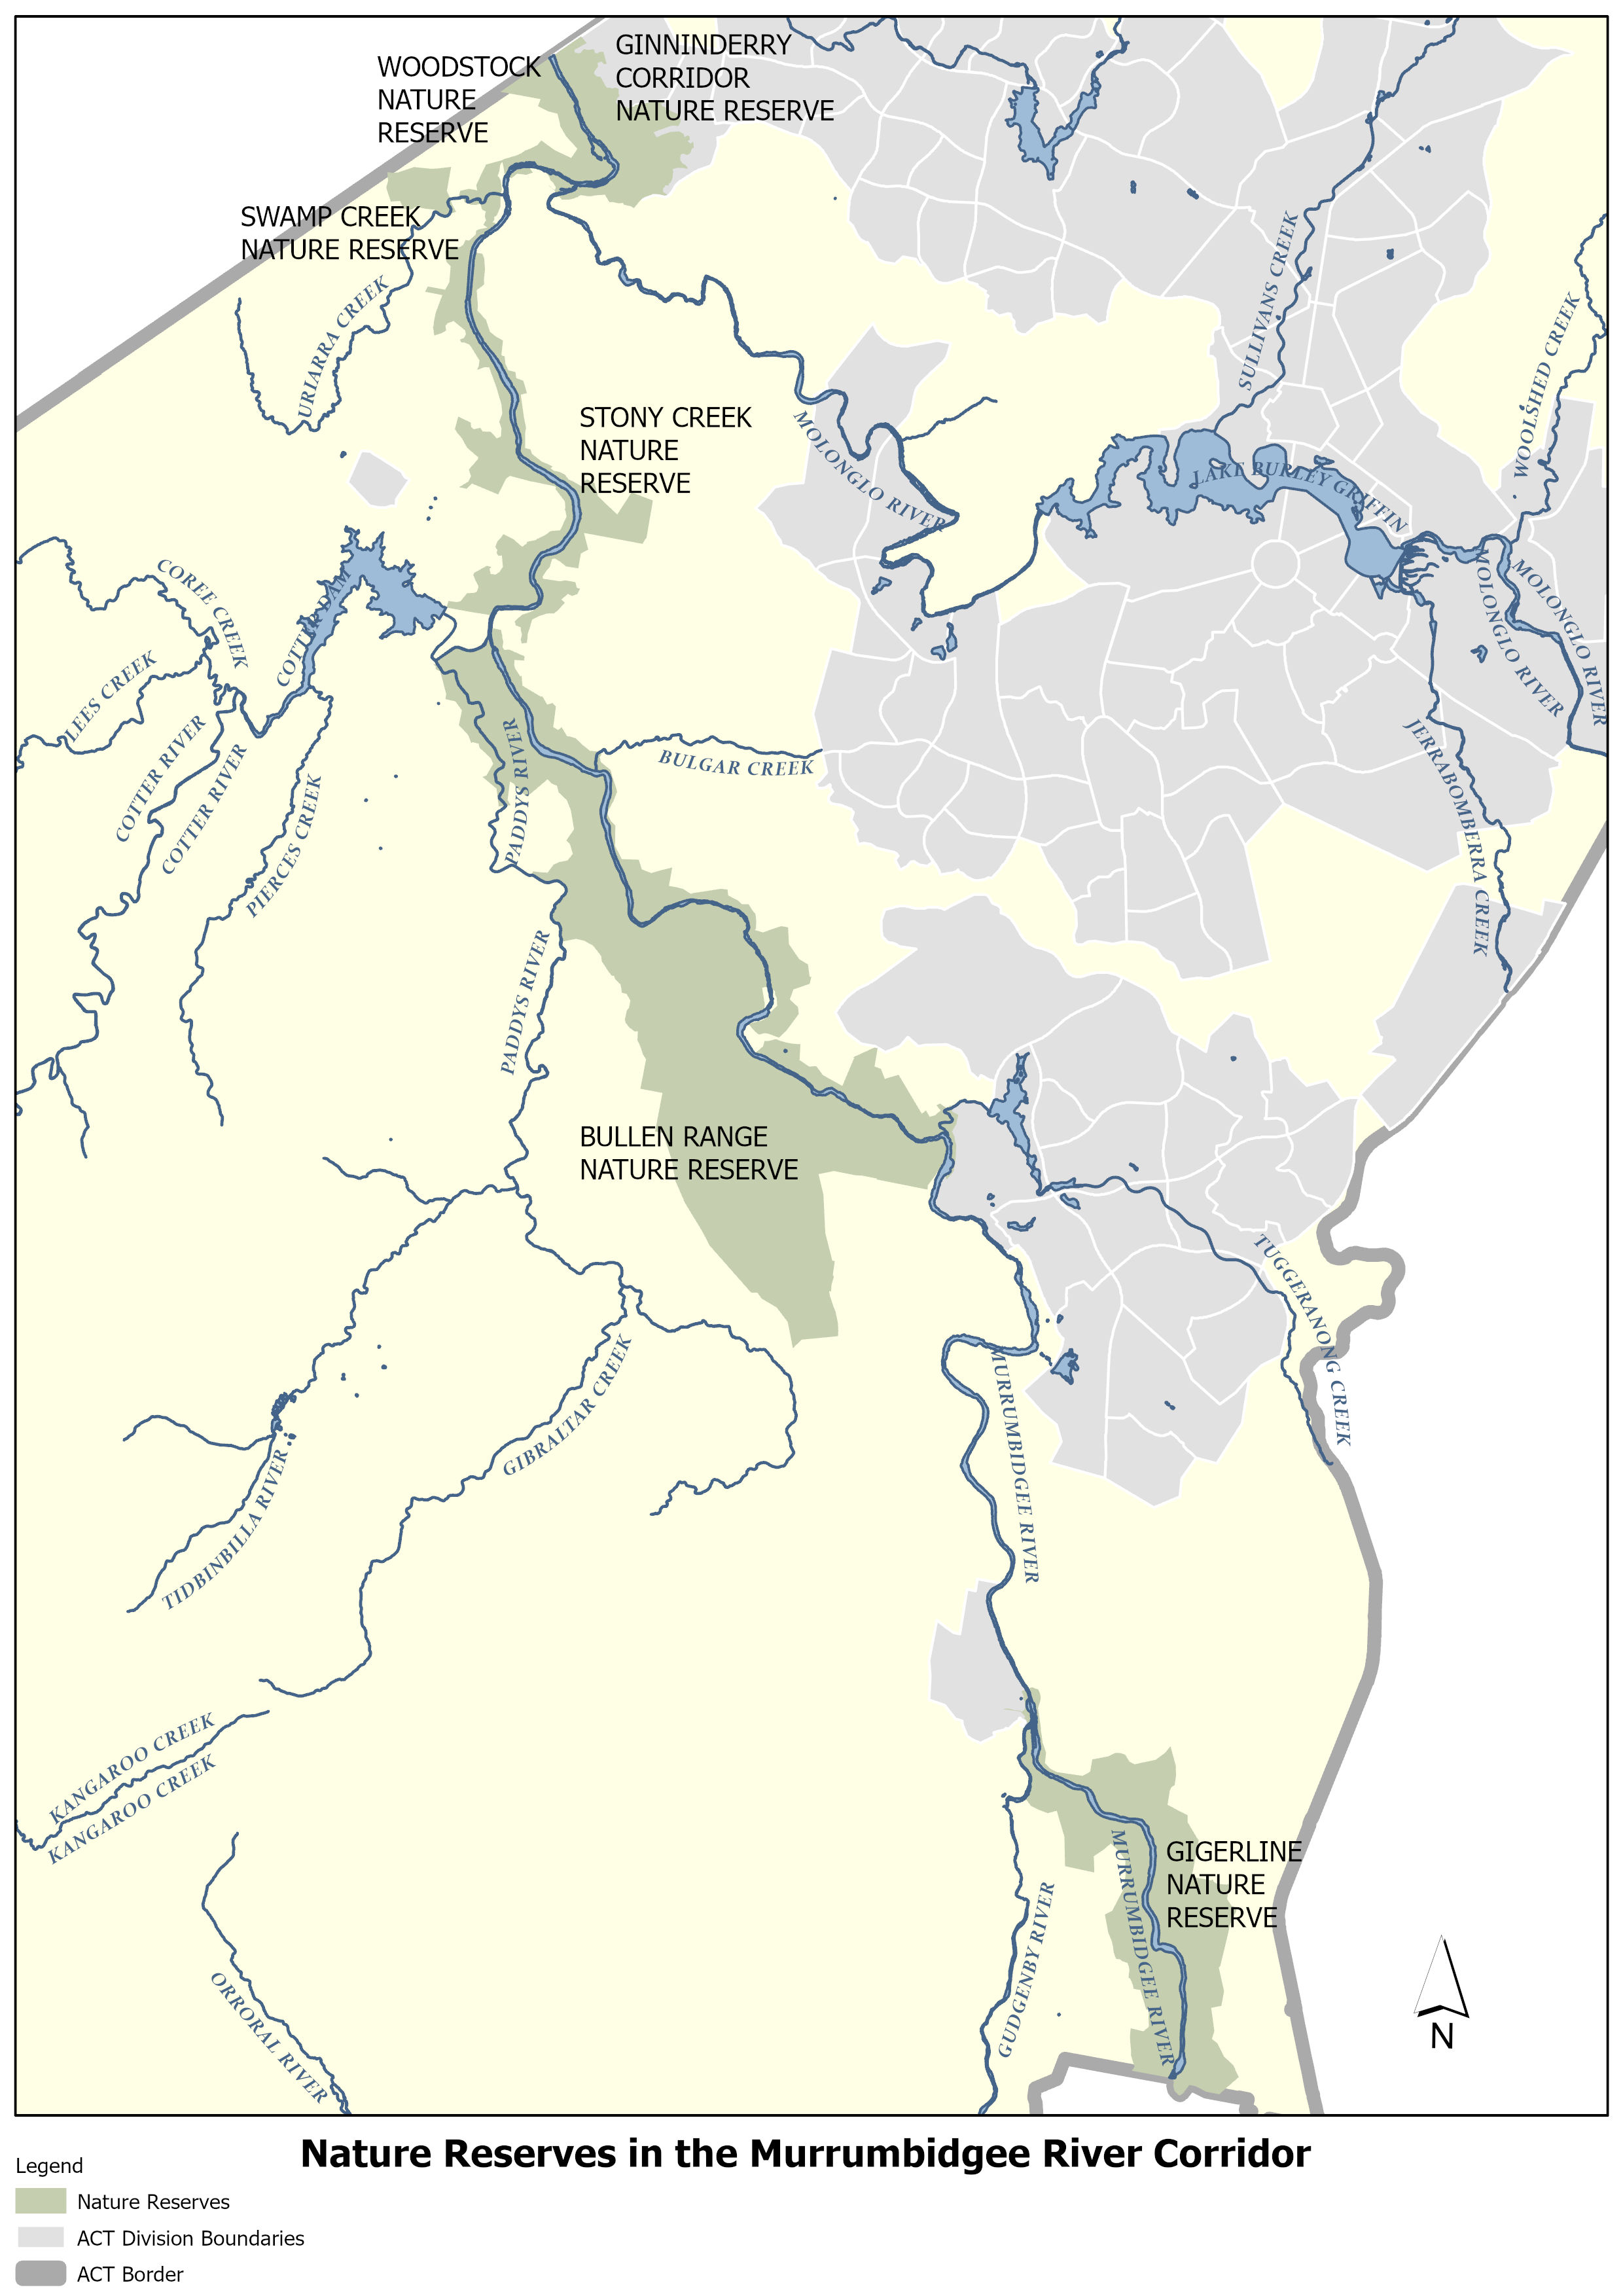 WOODSTOCK
NATURE
RESERVE
GINNINDERRY
CORRIDOR
NATURE RESERVE
SWAMP CREEK
NATURE RESERVE
URIARRA CREEK
SULLIVANS CREEK
WOOLSHED CREEK
STONY CREEK
NATURE
RESERVE
MOLONGLO RIVER
LAKE BURLEY GRIFFIN
MOLONGLO RIVER
MOLONGLO RIVER
COREE CREEK
COTTER DAM
LEES CREEK
COTTER RIVER
COTTER RIVER
PIERCES CREEK
PADDYS RIVER
BULGAR CREEK
JERRABOMBERRA CREEK
PADDYS RIVER
BULLEN RANGE
NATURE RESERVE
TUGGERANONG CREEK
GIBRALTAR CREEK
MURRUMBIDGEE RIVER
TIDBINBILLA RIVER
KANGAROO CREEK
KANGAROO CREEK
GIGERLINE
NATURE
RESERVE
MURRUMBIDGEE RIVER
GUDGENBY RIVER
ORRORAL RIVER
N
Nature Reserves in the Murrumbidgee River Corridor
Legend
Nature Reserves
ACT Division Boundaries
ACT Border